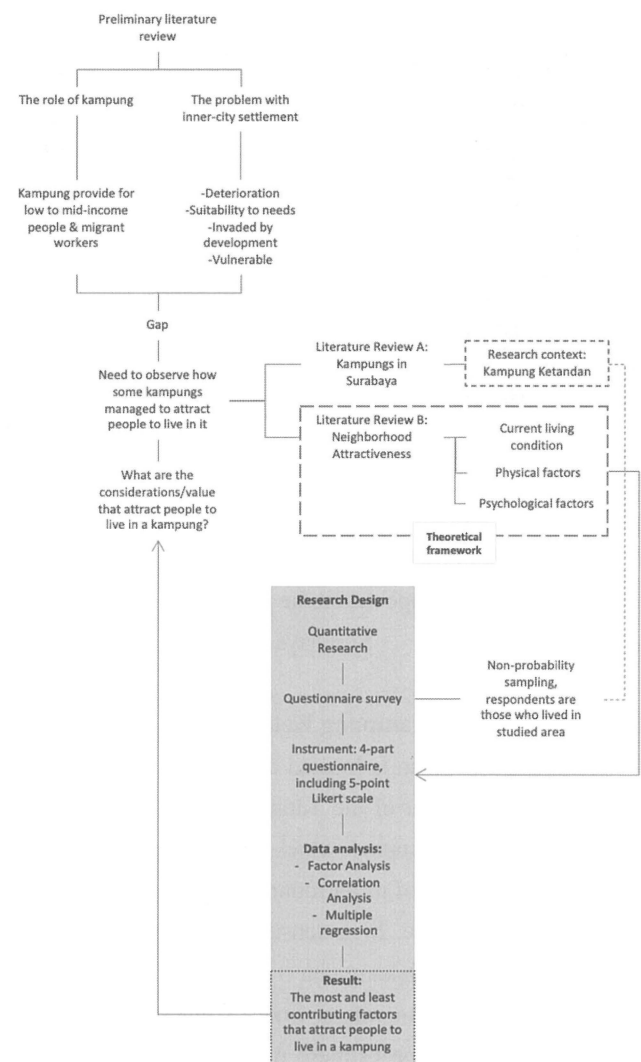 Preliminary literature
review
The role of kampung
The problem with
inner-city settlement
Kampung provide for
low to mid-income
people & migrant
workers
-Deterioration
-Suitability to needs
-Invaded by
development
-Vulnerable
Gap
Need to observe how
some kampungs
managed to attract
people to live in it
What are the
considerations/value
that attract people to
live in a kampung?
Literature Review A:
Kampungs in
Surabaya
Research context:
Kampung Ketandan
Literature Review B:
Neighborhood
Attractiveness
Current living
condition
Physical factors
Psychological factors
Theoretical
framework
Research Design
Quantitative
Research
Questionnaire survey
Non-probability
sampling,
respondents are
those who lived in
studied area
Instrument: 4-part
questionnaire,
including 5-point
Likert scale
Data analysis:
- Factor Analysis
- Correlation
Analysis
- Multiple
regression
Result:
The most and least
contributing factors
that attract people to
live in a kampung